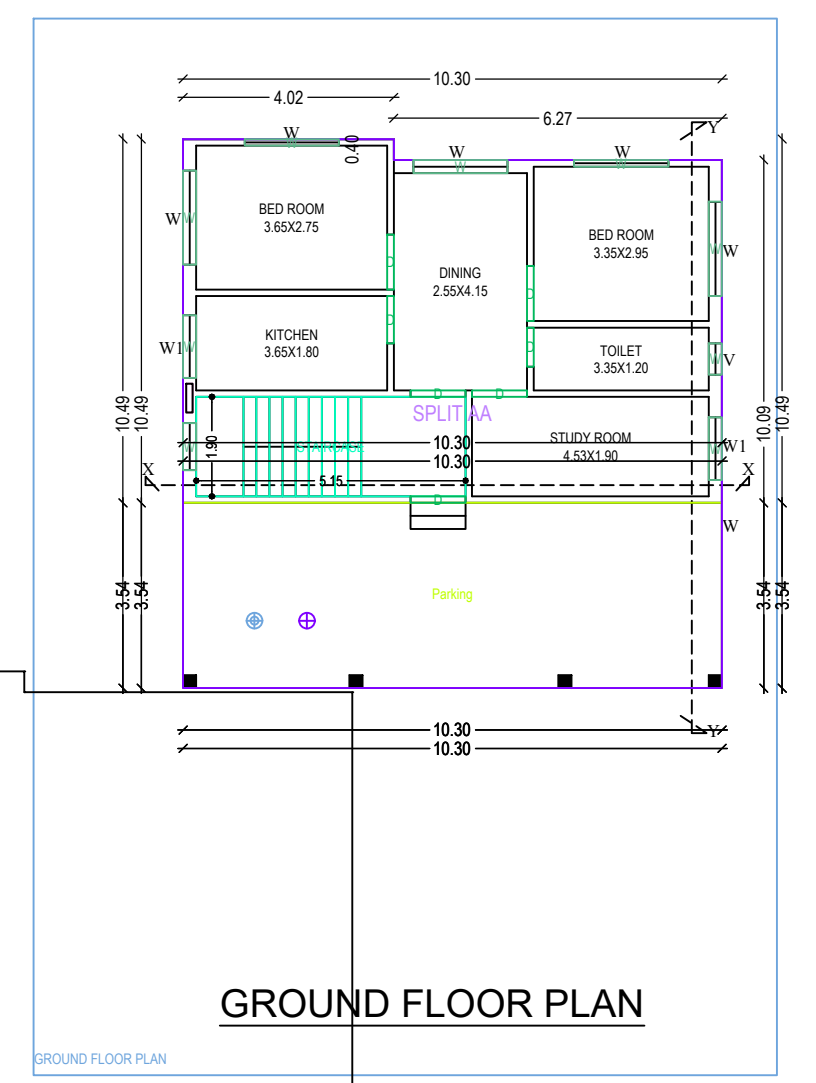 10.30
4.02
6.27
Y
W
W
0.40
W
W
W
W
BED ROOM
3.65X2.75
W
W
BED ROOM
3.35X2.95
W
W
D
DINING
2.55X4.15
D
KITCHEN
3.65X1.80
W1
W
D
D
TOILET
3.35X1.20
W
V
10.49
10.49
D
D
SPLIT AA
10.09
10.49
1.90
W
10.30
STAIRCASE
STUDY ROOM
4.53X1.90
W
W1
10.30
X
5.15
X
D
W
3.54
3.54
Parking
3.54
3.54
10.30
Y
10.30
GROUND FLOOR PLAN
GROUND FLOOR PLAN